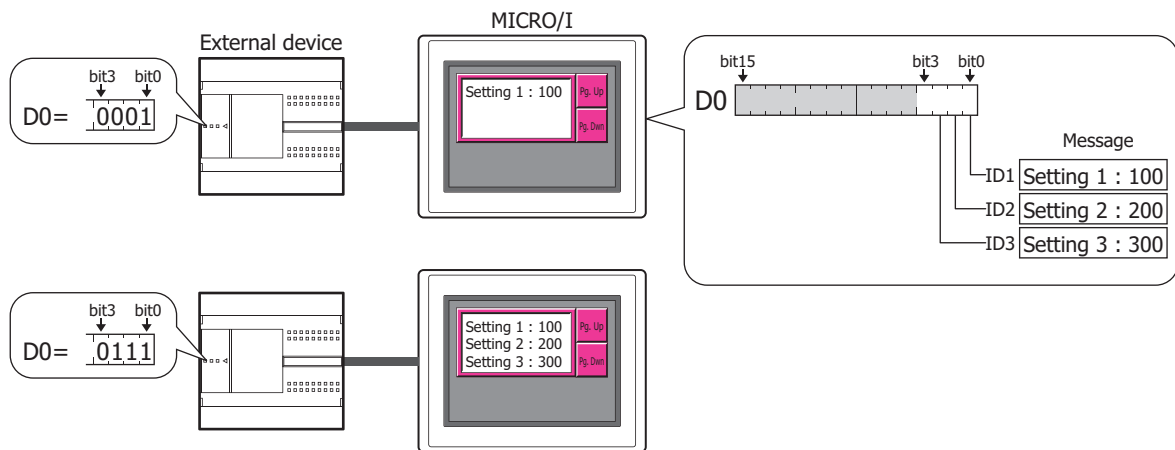 MICRO/I
External device
bit3 bit0
D0= 0001
Setting 1 : 100
Pg. Up
Pg. Dwn
bit15 bit3 bit0
D0
Message
ID1 Setting 1 : 100
ID2 Setting 2 : 200
ID3 Setting 3 : 300
bit3 bit0
D0= 0111
Setting 1 : 100
Setting 2 : 200
Setting 3 : 300
Pg. Up
Pg. Dwn